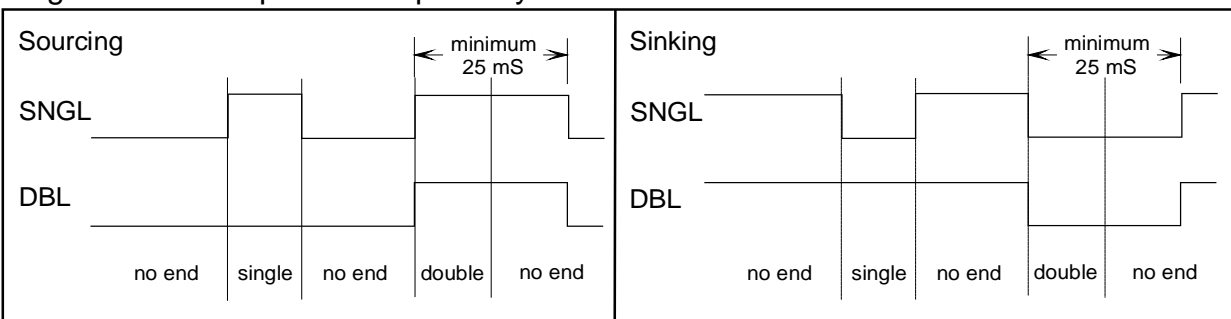 Sourcing
minimum
25 mS
SNGL
DBL
no end single no end double no end
Sinking
minimum
25 mS
SNGL
DBL
no end single no end double no end